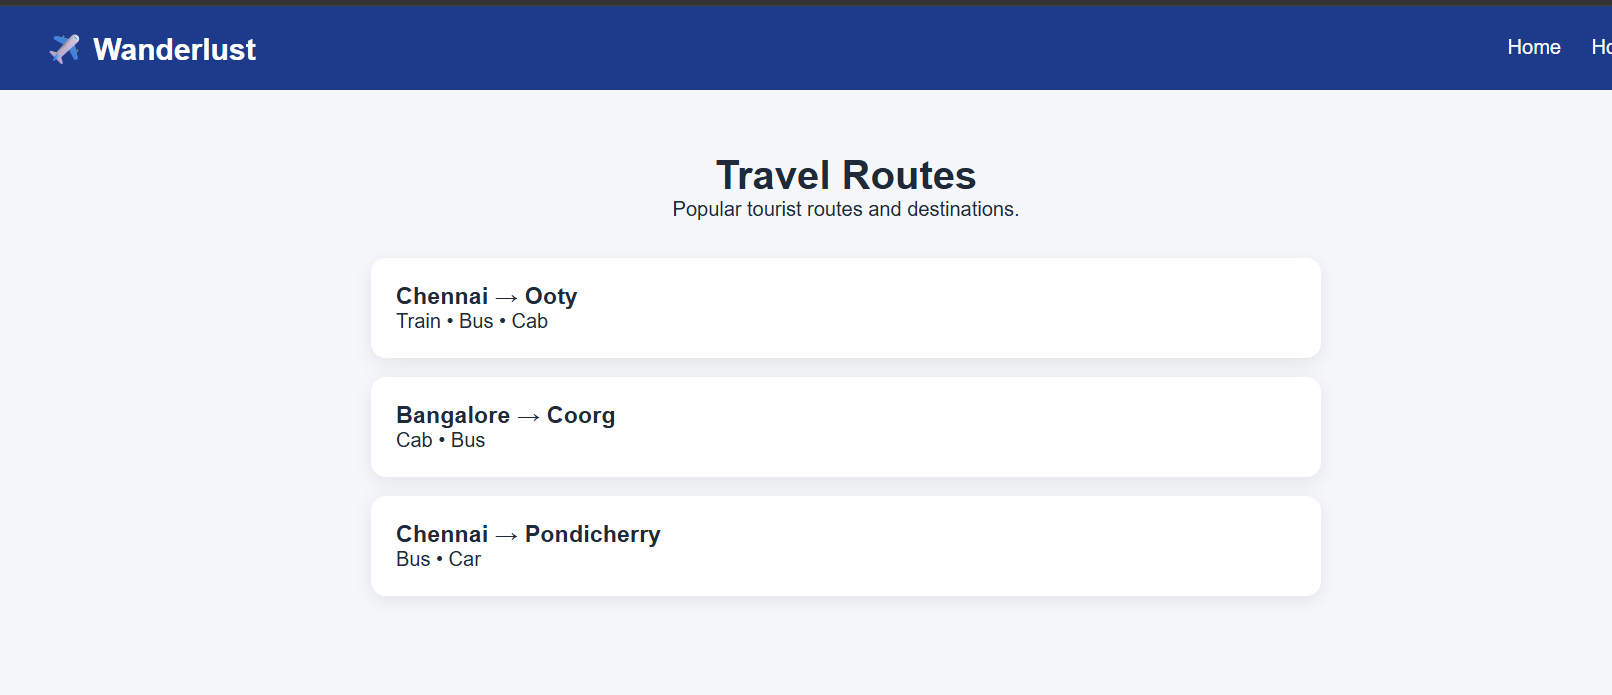 Wanderlust
Home
Travel Routes
Popular tourist routes and destinations.
Chennai → Ooty
Train • Bus • Cab
Bangalore → Coorg
Cab • Bus
Chennai → Pondicherry
Bus • Car